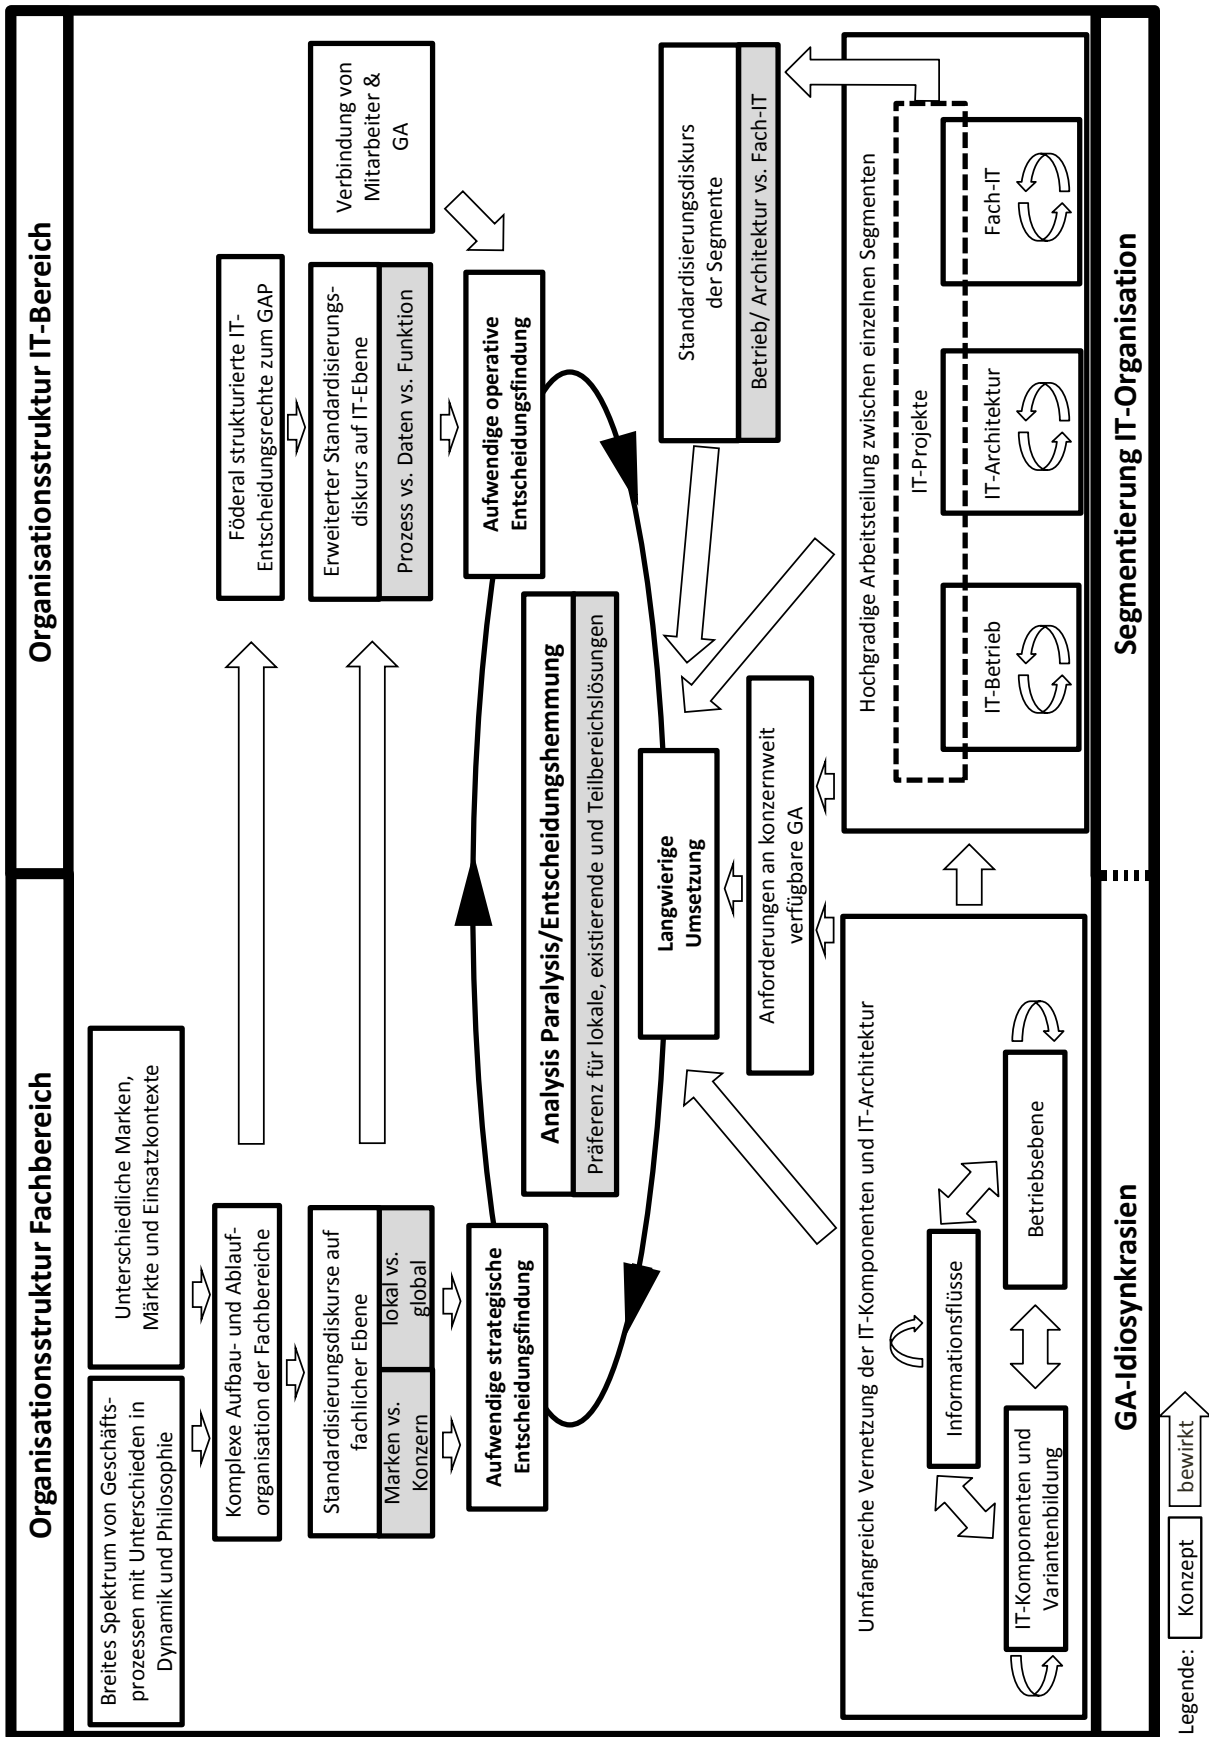 Organisationsstruktur Fachbereich
Organisationsstruktur IT-Bereich
Breites Spektrum von Geschäfts-
prozessen mit Unterschieden in
Dynamik und Philosophie
Unterschiedliche Marken,
Märkte und Einsatzkontexte
Komplexe Aufbau- und Ablauf-
organisation der Fachbereiche
Föderal strukturierte IT-
Entscheidungsrechte zum GAP
Verbindung von
Mitarbeiter &
GA
Standardisierungsdiskurse auf
fachlicher Ebene
Marken vs.
Konzern
lokal vs.
global
Erweiterter Standardisierungs-
diskurs auf IT-Ebene
Prozess vs. Daten vs. Funktion
Aufwendige strategische
Entscheidungsfindung
Aufwendige operative
Entscheidungsfindung
Analysis Paralysis/Entscheidungshemmung
Präferenz für lokale, existierende und Teilbereichslösungen
Langwierige
Umsetzung
Standardisierungsdiskurs
der Segmente
Betrieb/ Architektur vs. Fach-IT
Anforderungen an konzernweit
verfügbare GA
Umfangreiche Vernetzung der IT-Komponenten und IT-Architektur
Informationsflüsse
IT-Komponenten und
Variantenbildung
Betriebsebene
Hochgradige Arbeitsteilung zwischen einzelnen Segmenten
IT-Projekte
IT-Betrieb
IT-Architektur
Fach-IT
GA-Idiosynkrasien
Segmentierung IT-Organisation
Legende:
Konzept
bewirkt